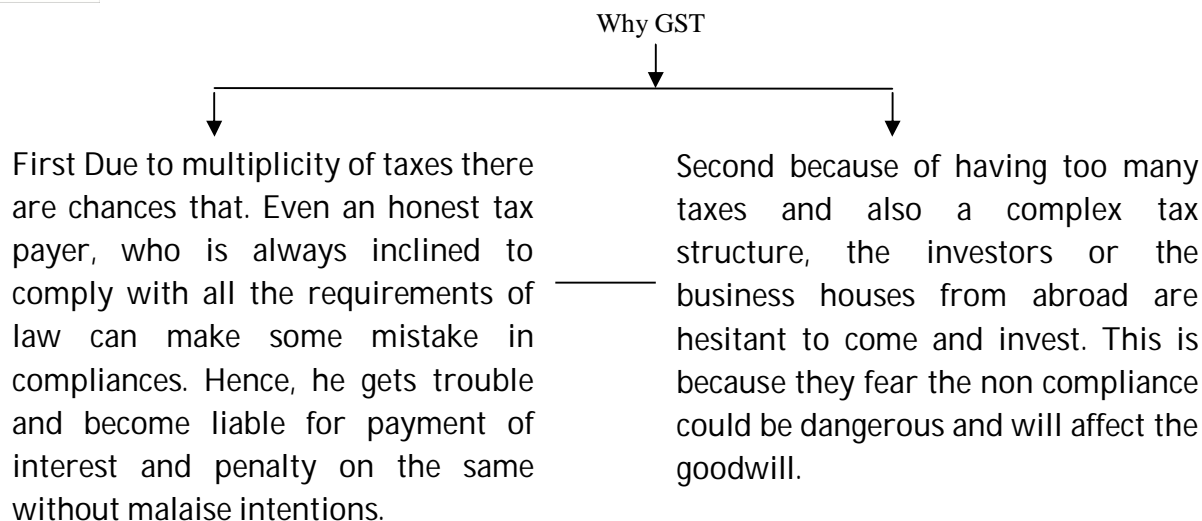 Why GST
First Due to multiplicity of taxes there
are chances that. Even an honest tax
payer, who is always inclined to
comply with all the requirements of
law can make some mistake in
compliances. Hence, he gets trouble
and become liable for payment of
interest and penalty on the same
without malaise intentions.
Second because of having too many
taxes and also a complex tax
structure, the investors or the
business houses from abroad are
hesitant to come and invest. This is
because they fear the non compliance
could be dangerous and will affect the
goodwill.